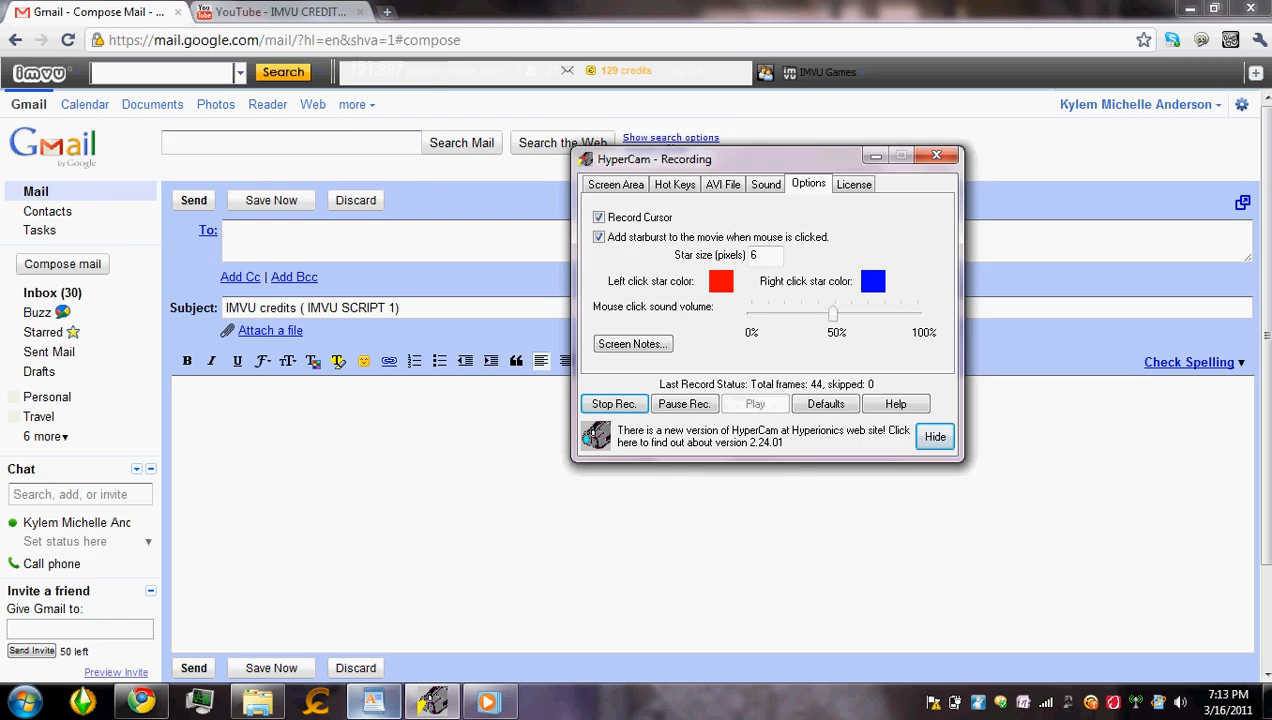 Gmail - Compose Mail - ...
YouTube - IMVU CREDIT...
https://mail.google.com/mail/?hl=en&shva=1#compose
imvu
Search
129 credits
IMVU Games
Gmail Calendar Documents Photos Reader Web more
Kylem Michelle Anderson
Gmail
by Google
Search Mail
Search the Web
Show search options
Mail
Contacts
Tasks
Compose mail
Inbox (30)
Buzz
Starred
Sent Mail
Drafts
Personal
Travel
6 more
Chat
Search, add, or invite
Kylem Michelle Anc
Set status here
Call phone
Invite a friend
Give Gmail to:
Send Invite 50 left
Preview Invite
Send Save Now Discard
To:
Add Cc | Add Bcc
Subject: IMVU credits ( IMVU SCRIPT 1)
Attach a file
Check Spelling
Send Save Now Discard
HyperCam - Recording
Screen Area Hot Keys AVI File Sound Options License
Record Cursor
Add starburst to the movie when mouse is clicked.
Star size (pixels) 6
Left click star color: Right click star color:
Mouse click sound volume:
0% 50% 100%
Screen Notes...
Last Record Status: Total frames: 44, skipped: 0
Stop Rec. Pause Rec. Play Defaults Help
There is a new version of HyperCam at Hyperionics web site! Click
here to find out about version 2.24.01
Hide
7:13 PM
3/16/2011